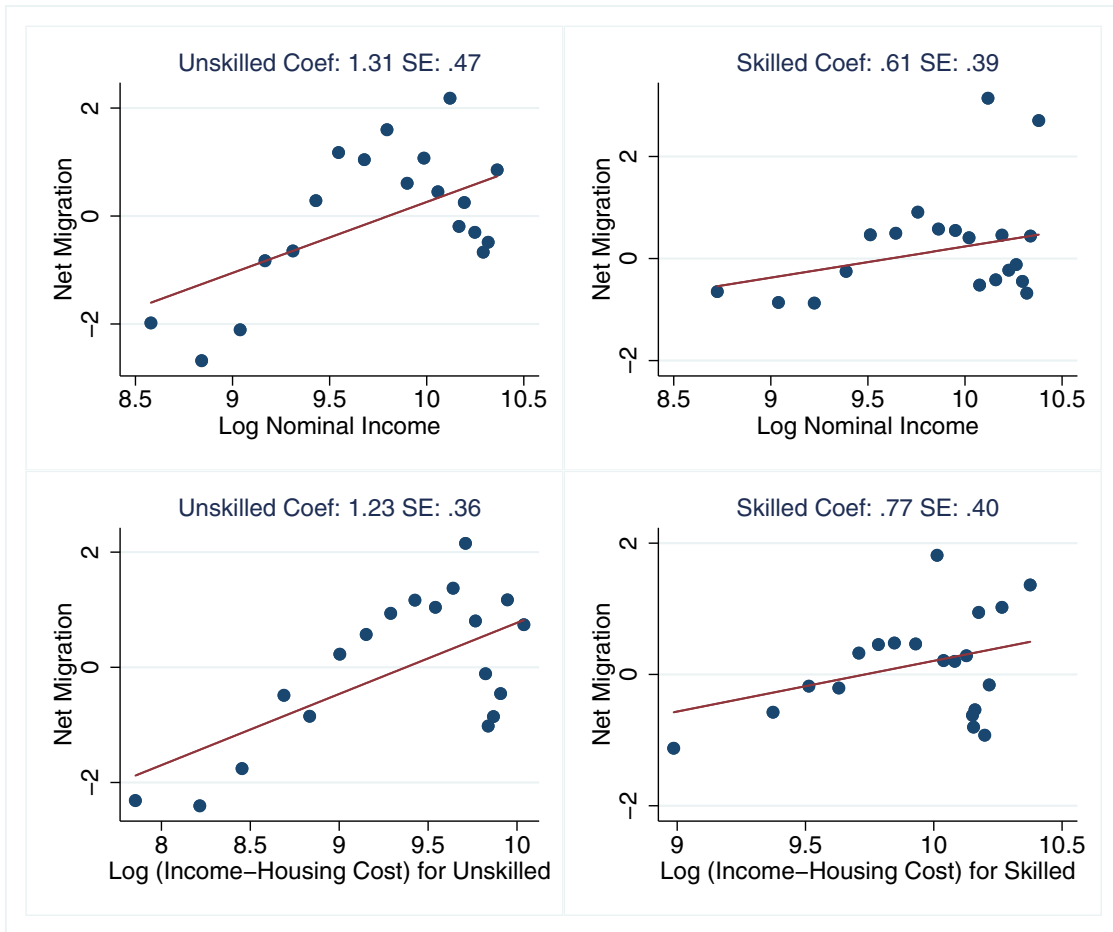 Unskilled Coef: 1.31 SE: .47
Net Migration
2
0
−2
8.5 9 9.5 10 10.5
Log Nominal Income
Skilled Coef: .61 SE: .39
Net Migration
2
0
−2
8.5 9 9.5 10 10.5
Log Nominal Income
Unskilled Coef: 1.23 SE: .36
Net Migration
2
0
−2
8 8.5 9 9.5 10
Log (Income−Housing Cost) for Unskilled
Skilled Coef: .77 SE: .40
Net Migration
2
0
−2
9 9.5 10 10.5
Log (Income−Housing Cost) for Skilled